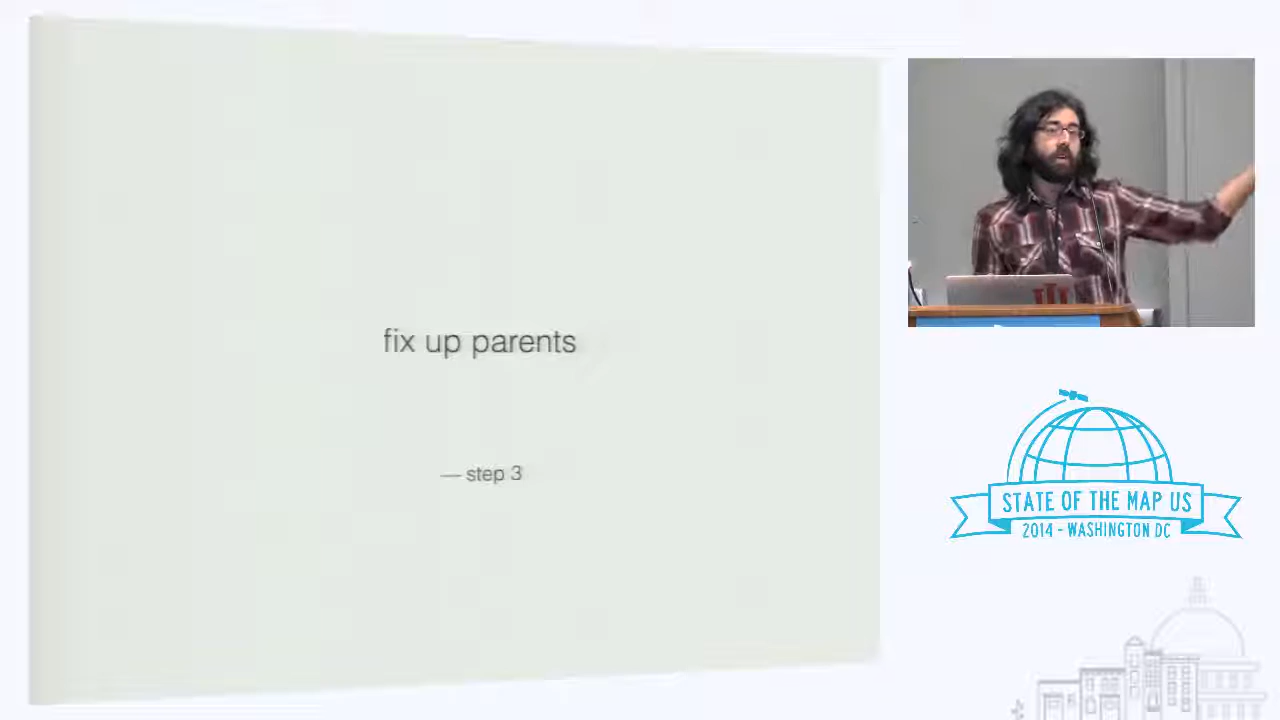 fix up parents
— step 3
STATE OF THE MAP US
2014 - WASHINGTON DC